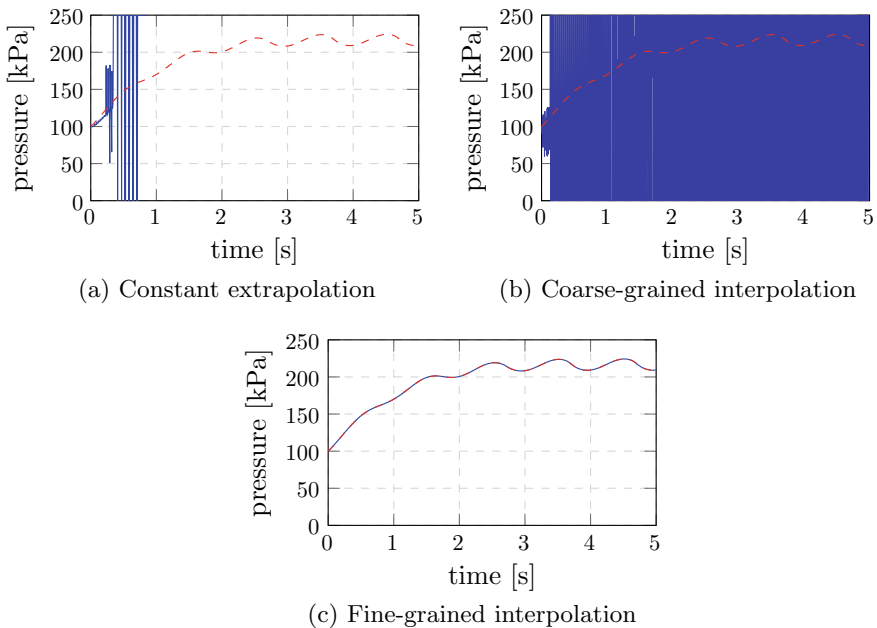 250
200
150
100
50
0
pressure [kPa]
0 1 2 3 4 5
time [s]
(a) Constant extrapolation
250
200
150
100
50
0
pressure [kPa]
0 1 2 3 4 5
time [s]
(b) Coarse-grained interpolation
250
200
150
100
50
0
pressure [kPa]
0 1 2 3 4 5
time [s]
(c) Fine-grained interpolation